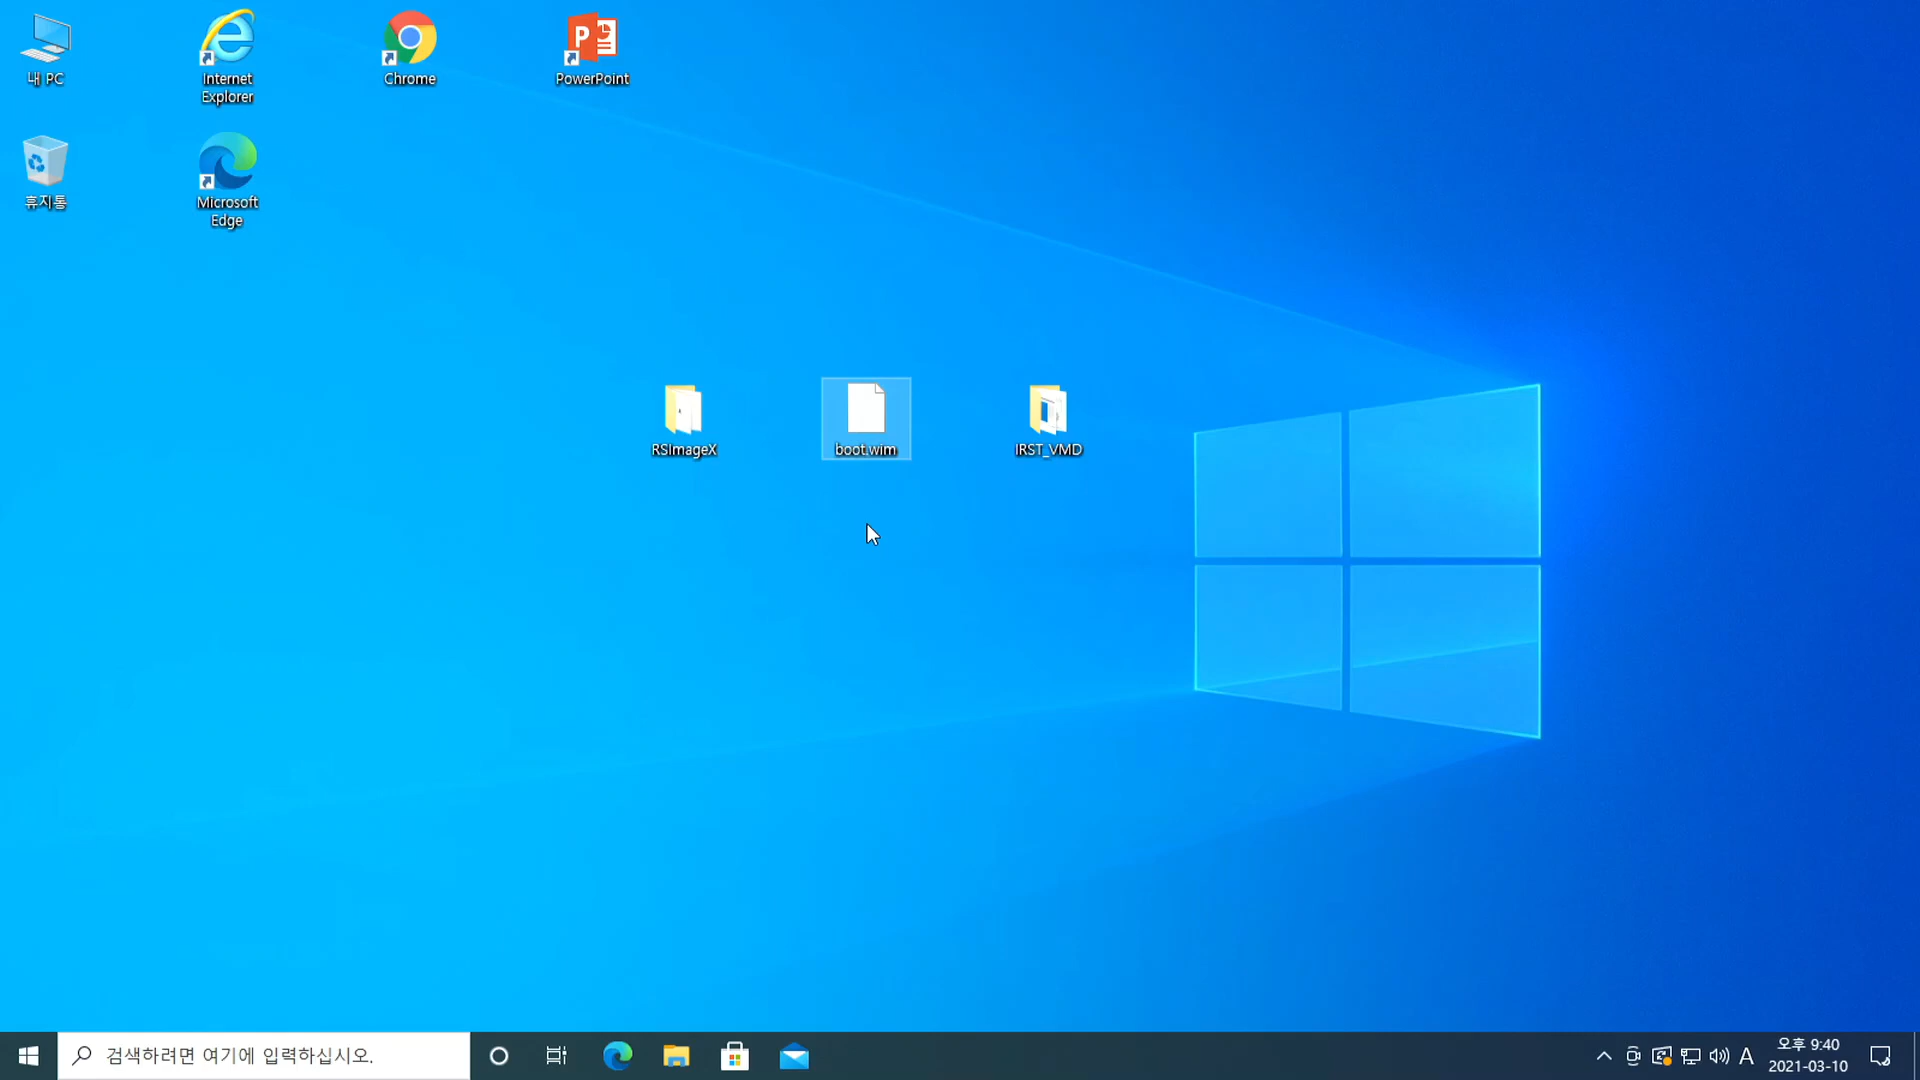 내 PC
Internet
Explorer
Chrome
PowerPoint
휴지통
Microsoft
Edge
RSImageX
boot.wim
IRST_VMD
검색하려면 여기에 입력하십시오.
A
오후 9:40
2021-03-10